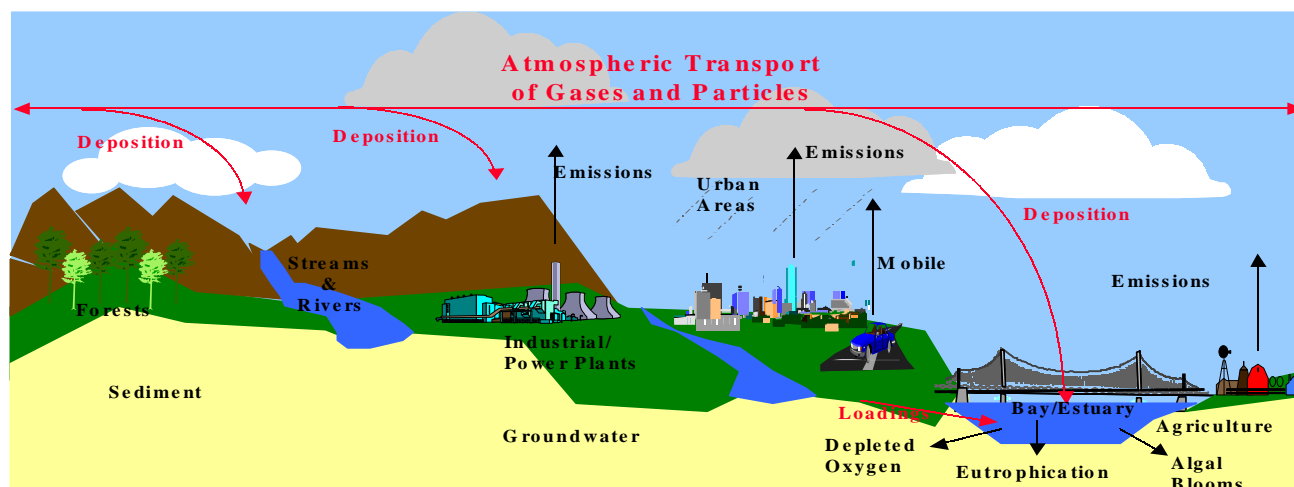 Atmospheric Transport
of Gases and Particles
Deposition
Deposition
Emissions
Emissions
Urban
Areas
Deposition
Streams
&
Rivers
Mobile
Emissions
Forests
Industrial/
Power Plants
Sediment
Loadings
Bay/Estuary
Groundwater
Depleted
Oxygen
Eutrophication
Agriculture
Algal
Blooms